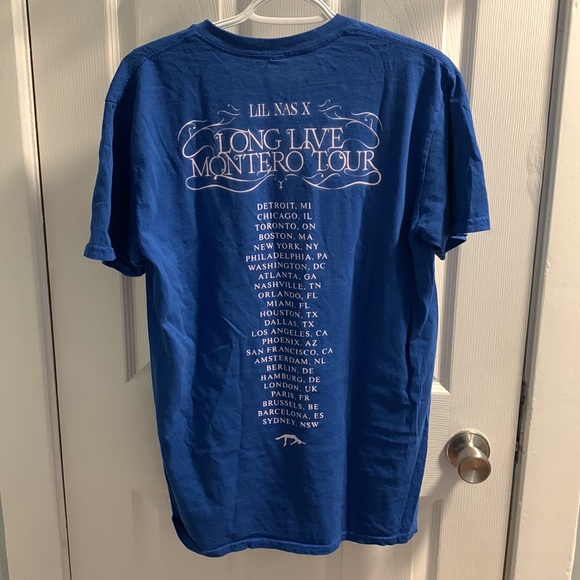 LIL NAS X
LONG LIVE
MONTERO TOUR
DETROIT, MI
CHICAGO, IL
TORONTO, ON
BOSTON, MA
NEW YORK, NY
PHILADELPHIA, PA
WASHINGTON, DC
ATLANTA, GA
NASHVILLE, TN
ORLANDO, FL
MIAMI, FL
HOUSTON, TX
DALLAS, TX
LOS ANGELES, CA
PHOENIX, AZ
SAN FRANCISCO, CA
AMSTERDAM, NL
BERLIN, DE
HAMBURG, DE
LONDON, UK
PARIS, FR
BRUSSELS, BE
BARCELONA, ES
SYDNEY, NSW